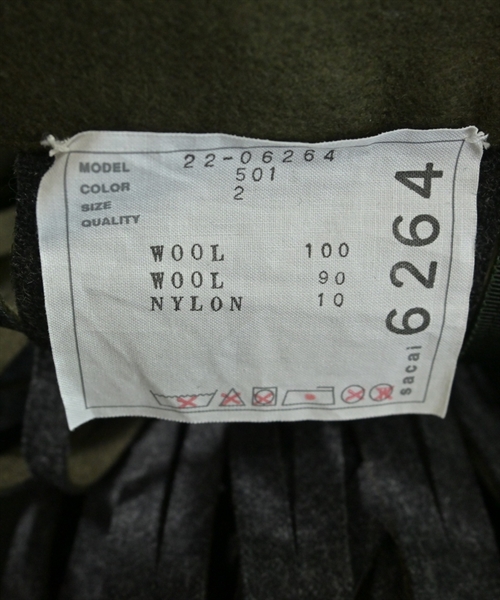 MODEL 22-06264
COLOR 501
SIZE 2
QUALITY
WOOL 100
WOOL 90
NYLON 10
sacai 6264